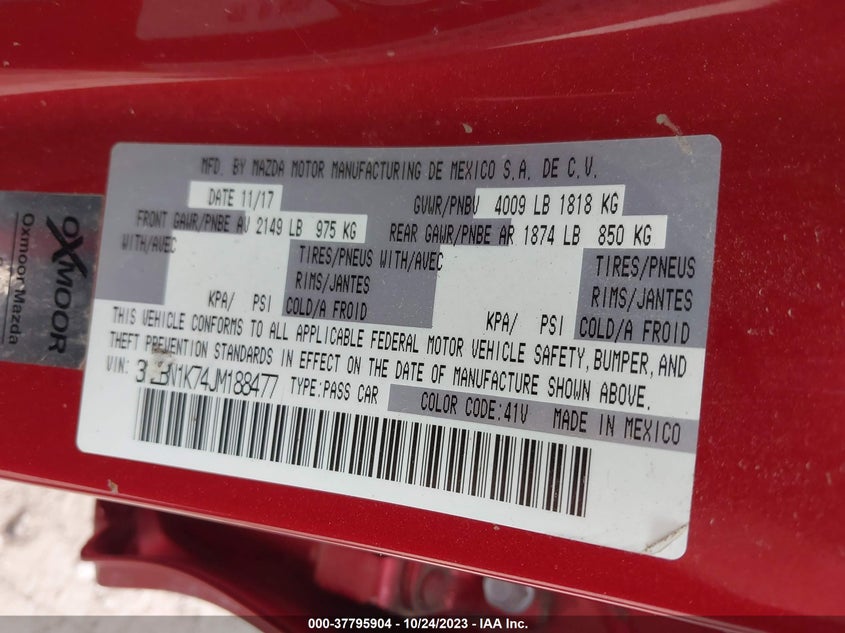 MFD. BY MAZDA MOTOR MANUFACTURING DE MEXICO S.A. DE C.V.
DATE 11/17 GVWR/PNBV 4009 LB 1818 KG
FRONT GAWR/PNBE AV 2149 LB 975 KG REAR GAWR/PNBE AR 1874 LB 850 KG
WITH/AVEC TIRES/PNEUS WITH/AVEC TIRES/PNEUS
RIMS/JANTES RIMS/JANTES
KPA/ PSI COLD/A FROID KPA/ PSI COLD/A FROID
THIS VEHICLE CONFORMS TO ALL APPLICABLE FEDERAL MOTOR VEHICLE SAFETY, BUMPER, AND
THEFT PREVENTION STANDARDS IN EFFECT ON THE DATE OF MANUFACTURE SHOWN ABOVE.
VIN: TYPE:PASS CAR COLOR CODE:41V MADE IN MEXICO
OXMOOR
Oxmoor Mazda
000-37795904 - 10/24/2023 - IAA Inc.